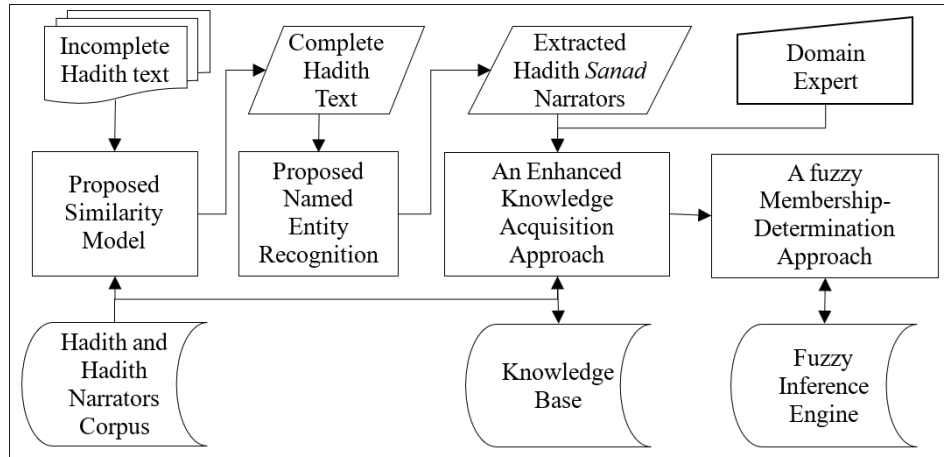 Incomplete
Hadith text
Complete
Hadith
Text
Extracted
Hadith Sanad
Narrators
Domain
Expert
Proposed
Similarity
Model
Proposed
Named
Entity
Recognition
An Enhanced
Knowledge
Acquisition
Approach
A fuzzy
Membership-
Determination
Approach
Hadith and
Hadith
Narrators
Corpus
Knowledge
Base
Fuzzy
Inference
Engine